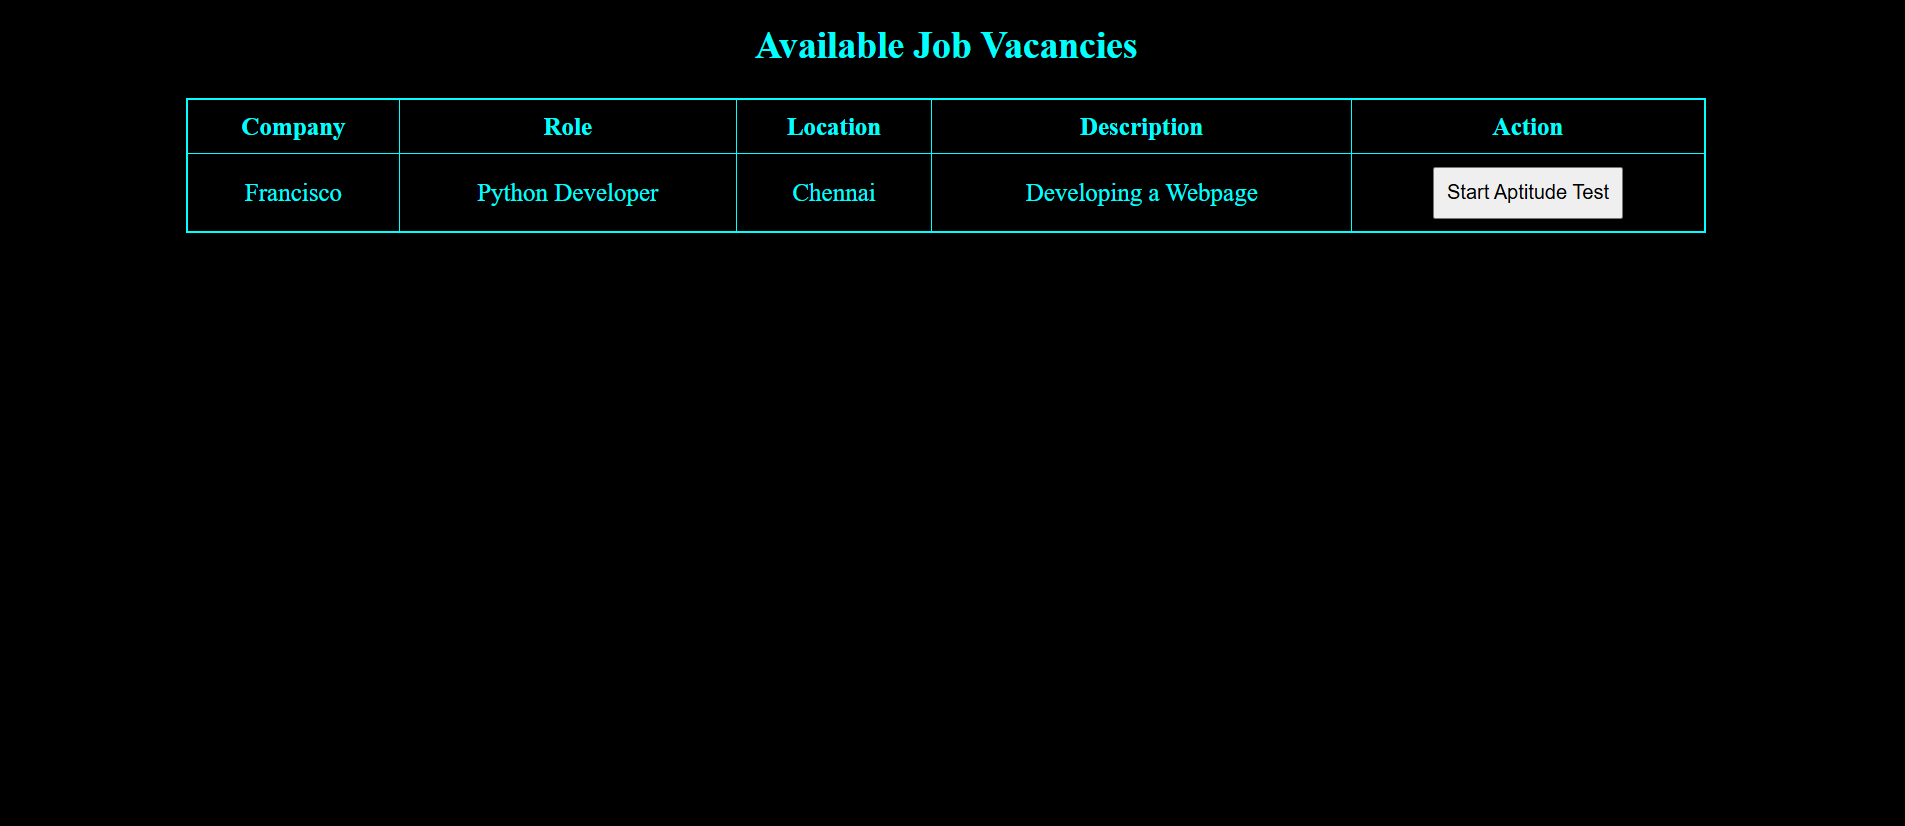 Available Job Vacancies
Company Role Location Description Action
Francisco Python Developer Chennai Developing a Webpage Start Aptitude Test